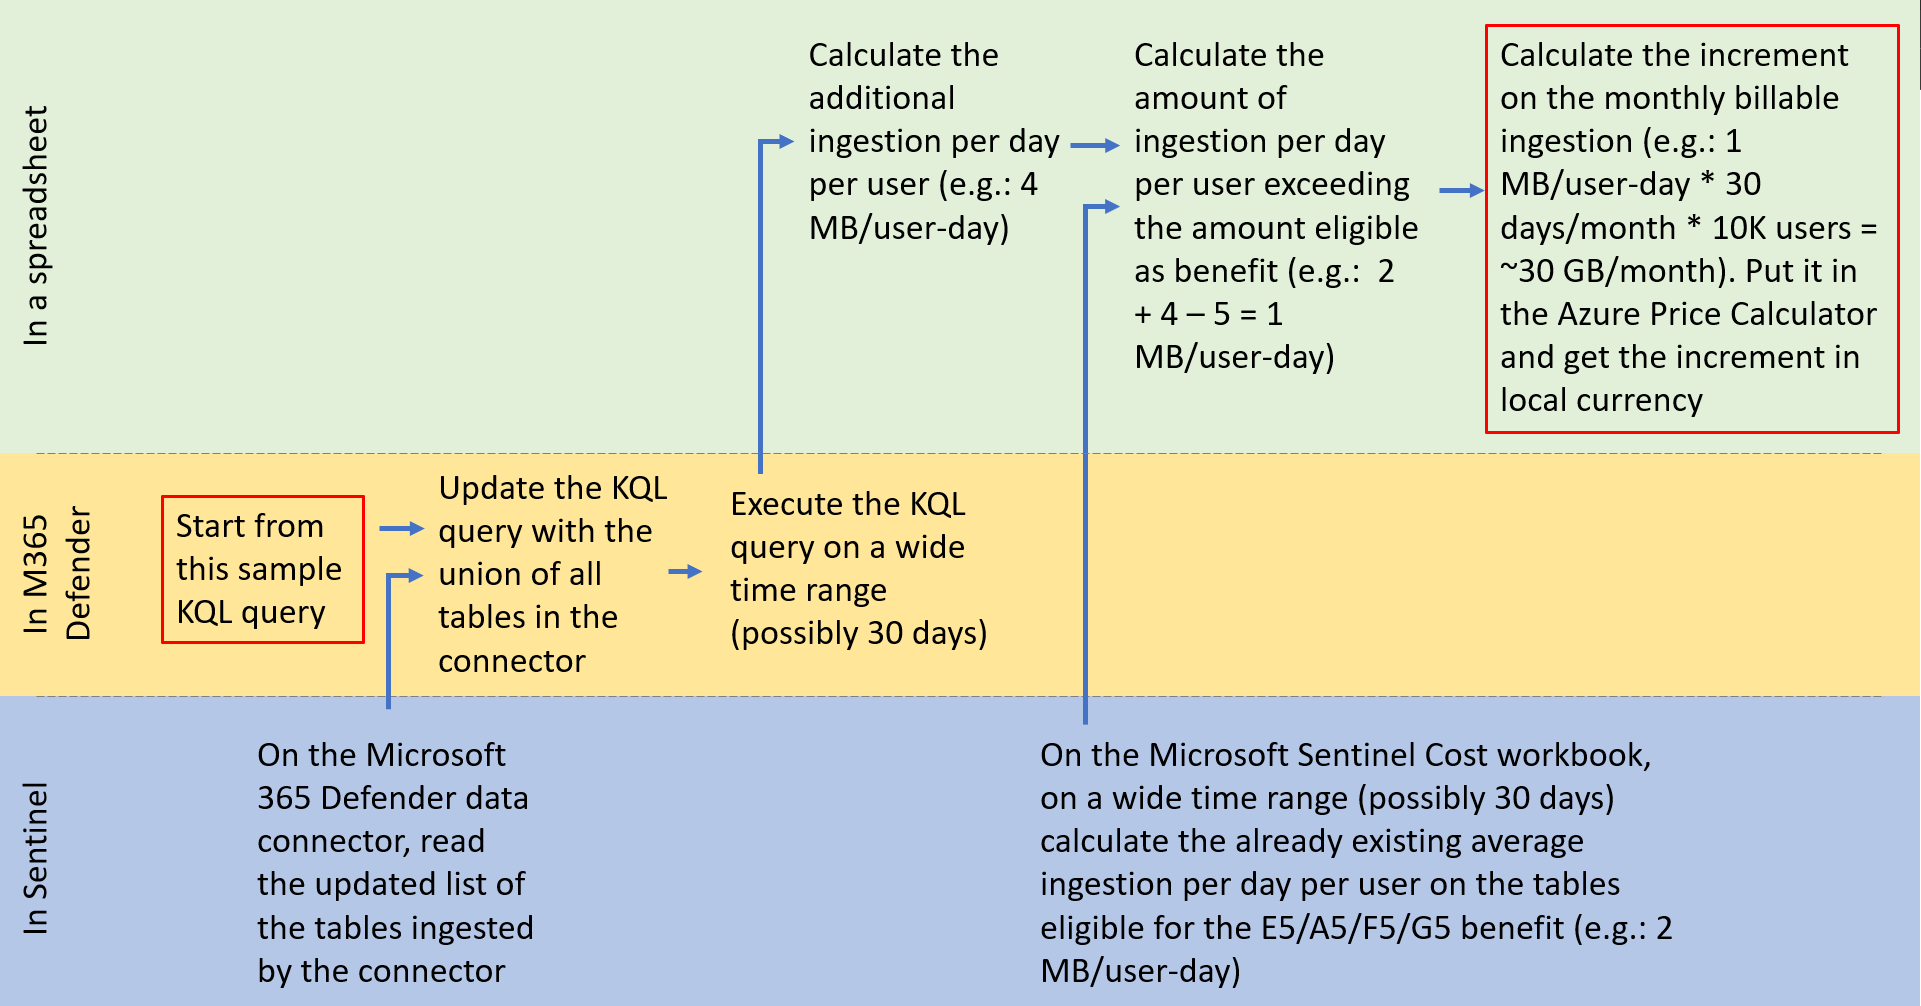 In a spreadsheet
Calculate the
additional
ingestion per day
per user (e.g.: 4
MB/user-day)
Calculate the
amount of
ingestion per day
per user exceeding
the amount eligible
as benefit (e.g.:  2
+ 4 – 5 = 1
MB/user-day)
Calculate the increment
on the monthly billable
ingestion (e.g.: 1
MB/user-day * 30
days/month * 10K users =
~30 GB/month). Put it in
the Azure Price Calculator
and get the increment in
local currency
In M365
Defender
Start from
this sample
KQL query
Update the KQL
query with the
union of all
tables in the
connector
Execute the KQL
query on a wide
time range
(possibly 30 days)
In Sentinel
On the Microsoft
365 Defender data
connector, read
the updated list of
the tables ingested
by the connector
On the Microsoft Sentinel Cost workbook,
on a wide time range (possibly 30 days)
calculate the already existing average
ingestion per day per user on the tables
eligible for the E5/A5/F5/G5 benefit (e.g.: 2
MB/user-day)